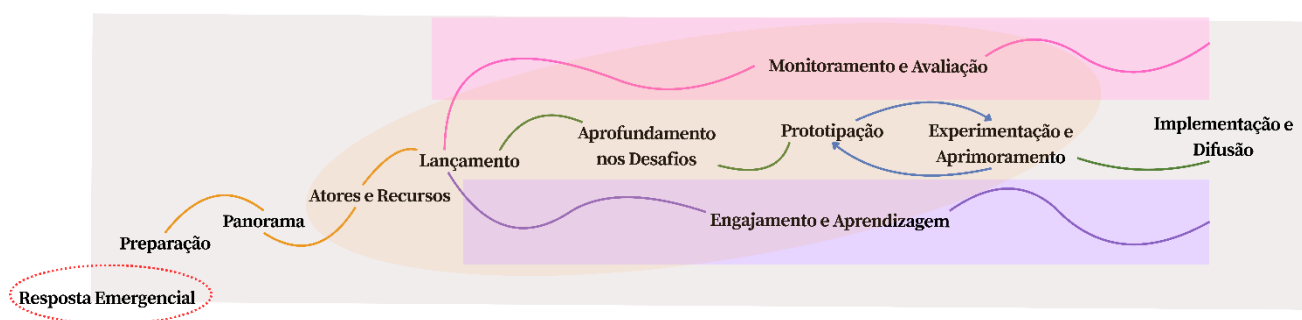 Monitoramento e Avaliação
Aprofundamento
nos Desafios
Prototipação
Experimentação e
Aprimoramento
Implementação e
Difusão
Lançamento
Atores e Recursos
Panorama
Engajamento e Aprendizagem
Preparação
Resposta Emergencial